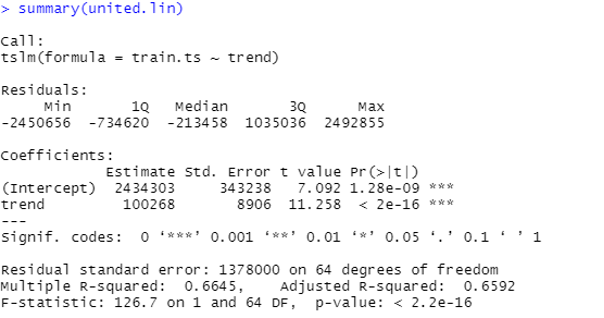 > summary(united.lin)
Call:
tslm(formula = train.ts ~ trend)
Residuals:
     Min       1Q   Median       3Q      Max
-2450656  -734620  -213458  1035036  2492855
Coefficients:
            Estimate Std. Error t value Pr(>|t|)
(Intercept)  2434303     343238   7.092 1.28e-09 ***
trend         100268       8906  11.258  < 2e-16 ***
---
Signif. codes:  0 ‘***’ 0.001 ‘**’ 0.01 ‘*’ 0.05 ‘.’ 0.1 ‘ ’ 1
Residual standard error: 1378000 on 64 degrees of freedom
Multiple R-squared:  0.6645,    Adjusted R-squared:  0.6592
F-statistic: 126.7 on 1 and 64 DF,  p-value: < 2.2e-16